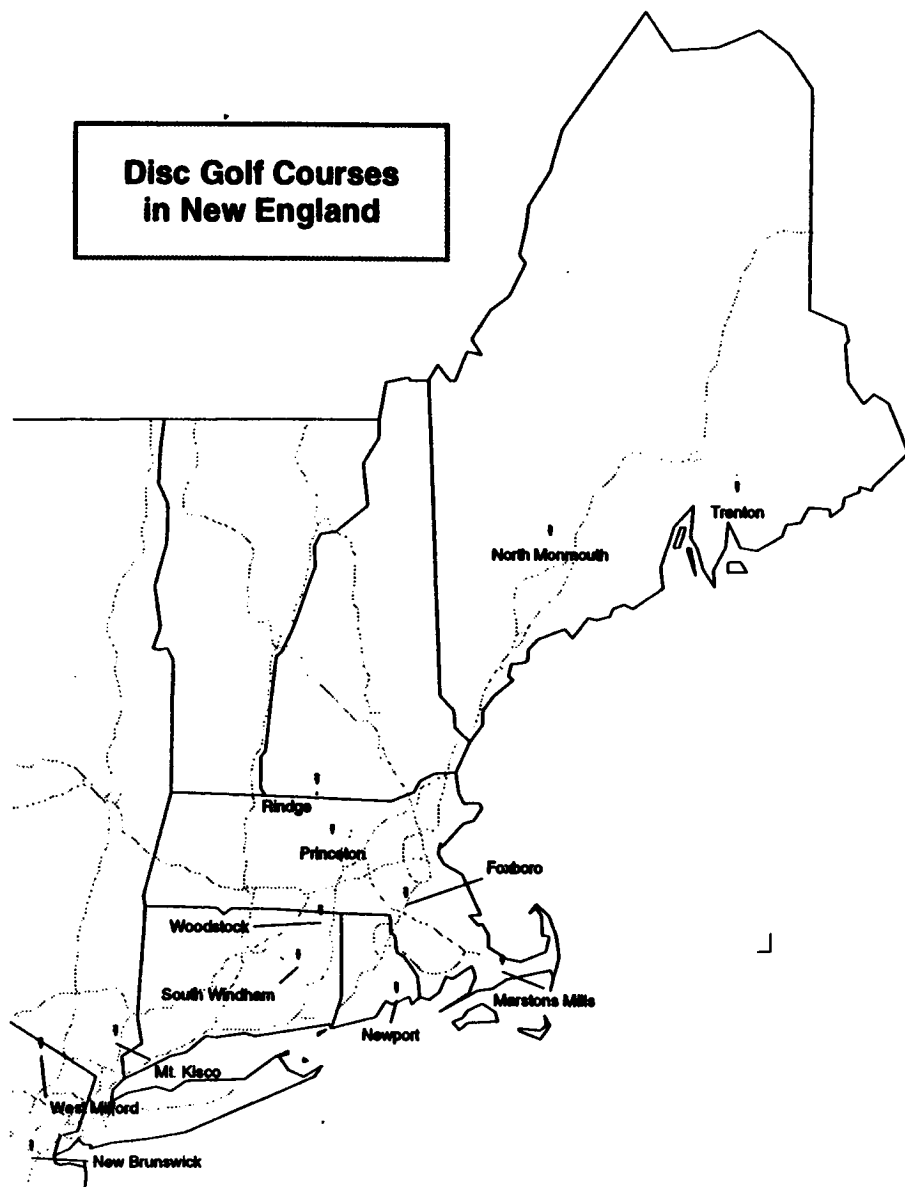 Disc Golf Courses
in New England
Trenton
North Monmouth
Rindge
Princeton
Foxboro
Woodstock
South Windham
Marstons Mills
Newport
Mt. Kisco
West Milford
New Brunswick